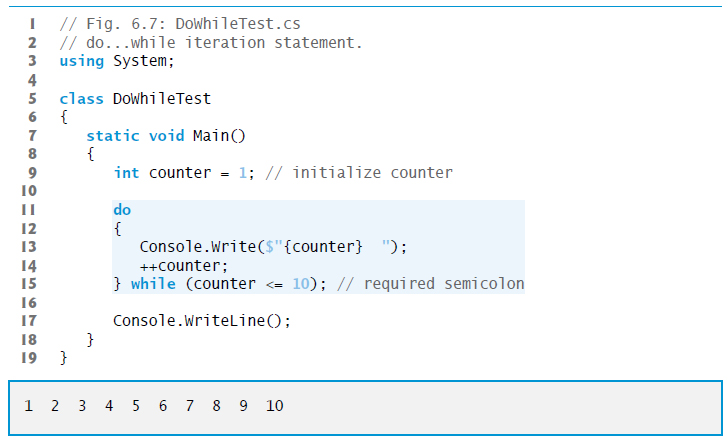 1 // Fig. 6.7: DoWhileTest.cs
2 // do...while iteration statement.
3 using System;
4
5 class DoWhileTest
6 {
7 static void Main()
8 {
9 int counter = 1; // initialize counter
10
11 do
12 {
13 Console.Write($"{counter}  ");
14 ++counter;
15 } while (counter <= 10); // required semicolon
16
17 Console.WriteLine();
18 }
19 }
1 2 3 4 5 6 7 8 9 10